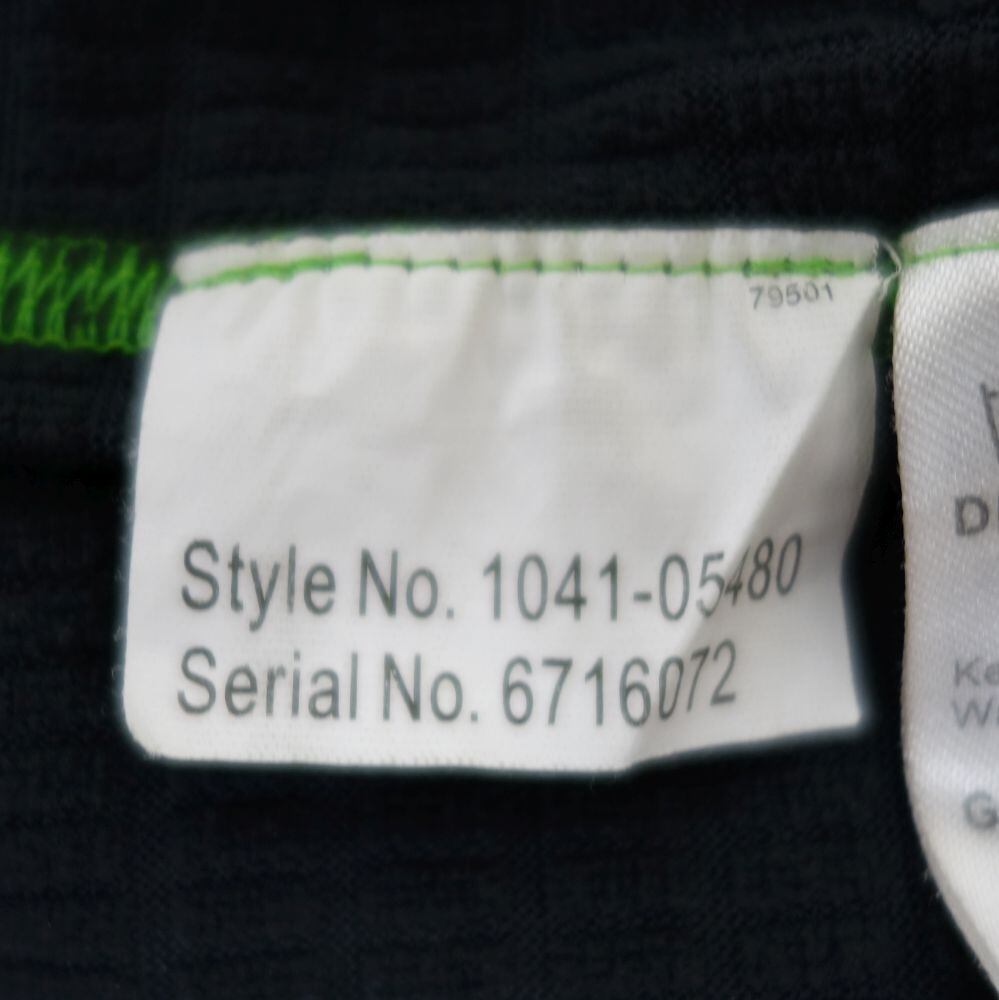 79501
Style No. 1041-05480
Serial No. 6716072
G